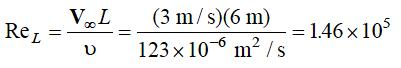 Re_L = V_∞ L / υ = (3 m/s)(6 m) / 123×10^−6 m^2/s = 1.46×10^5